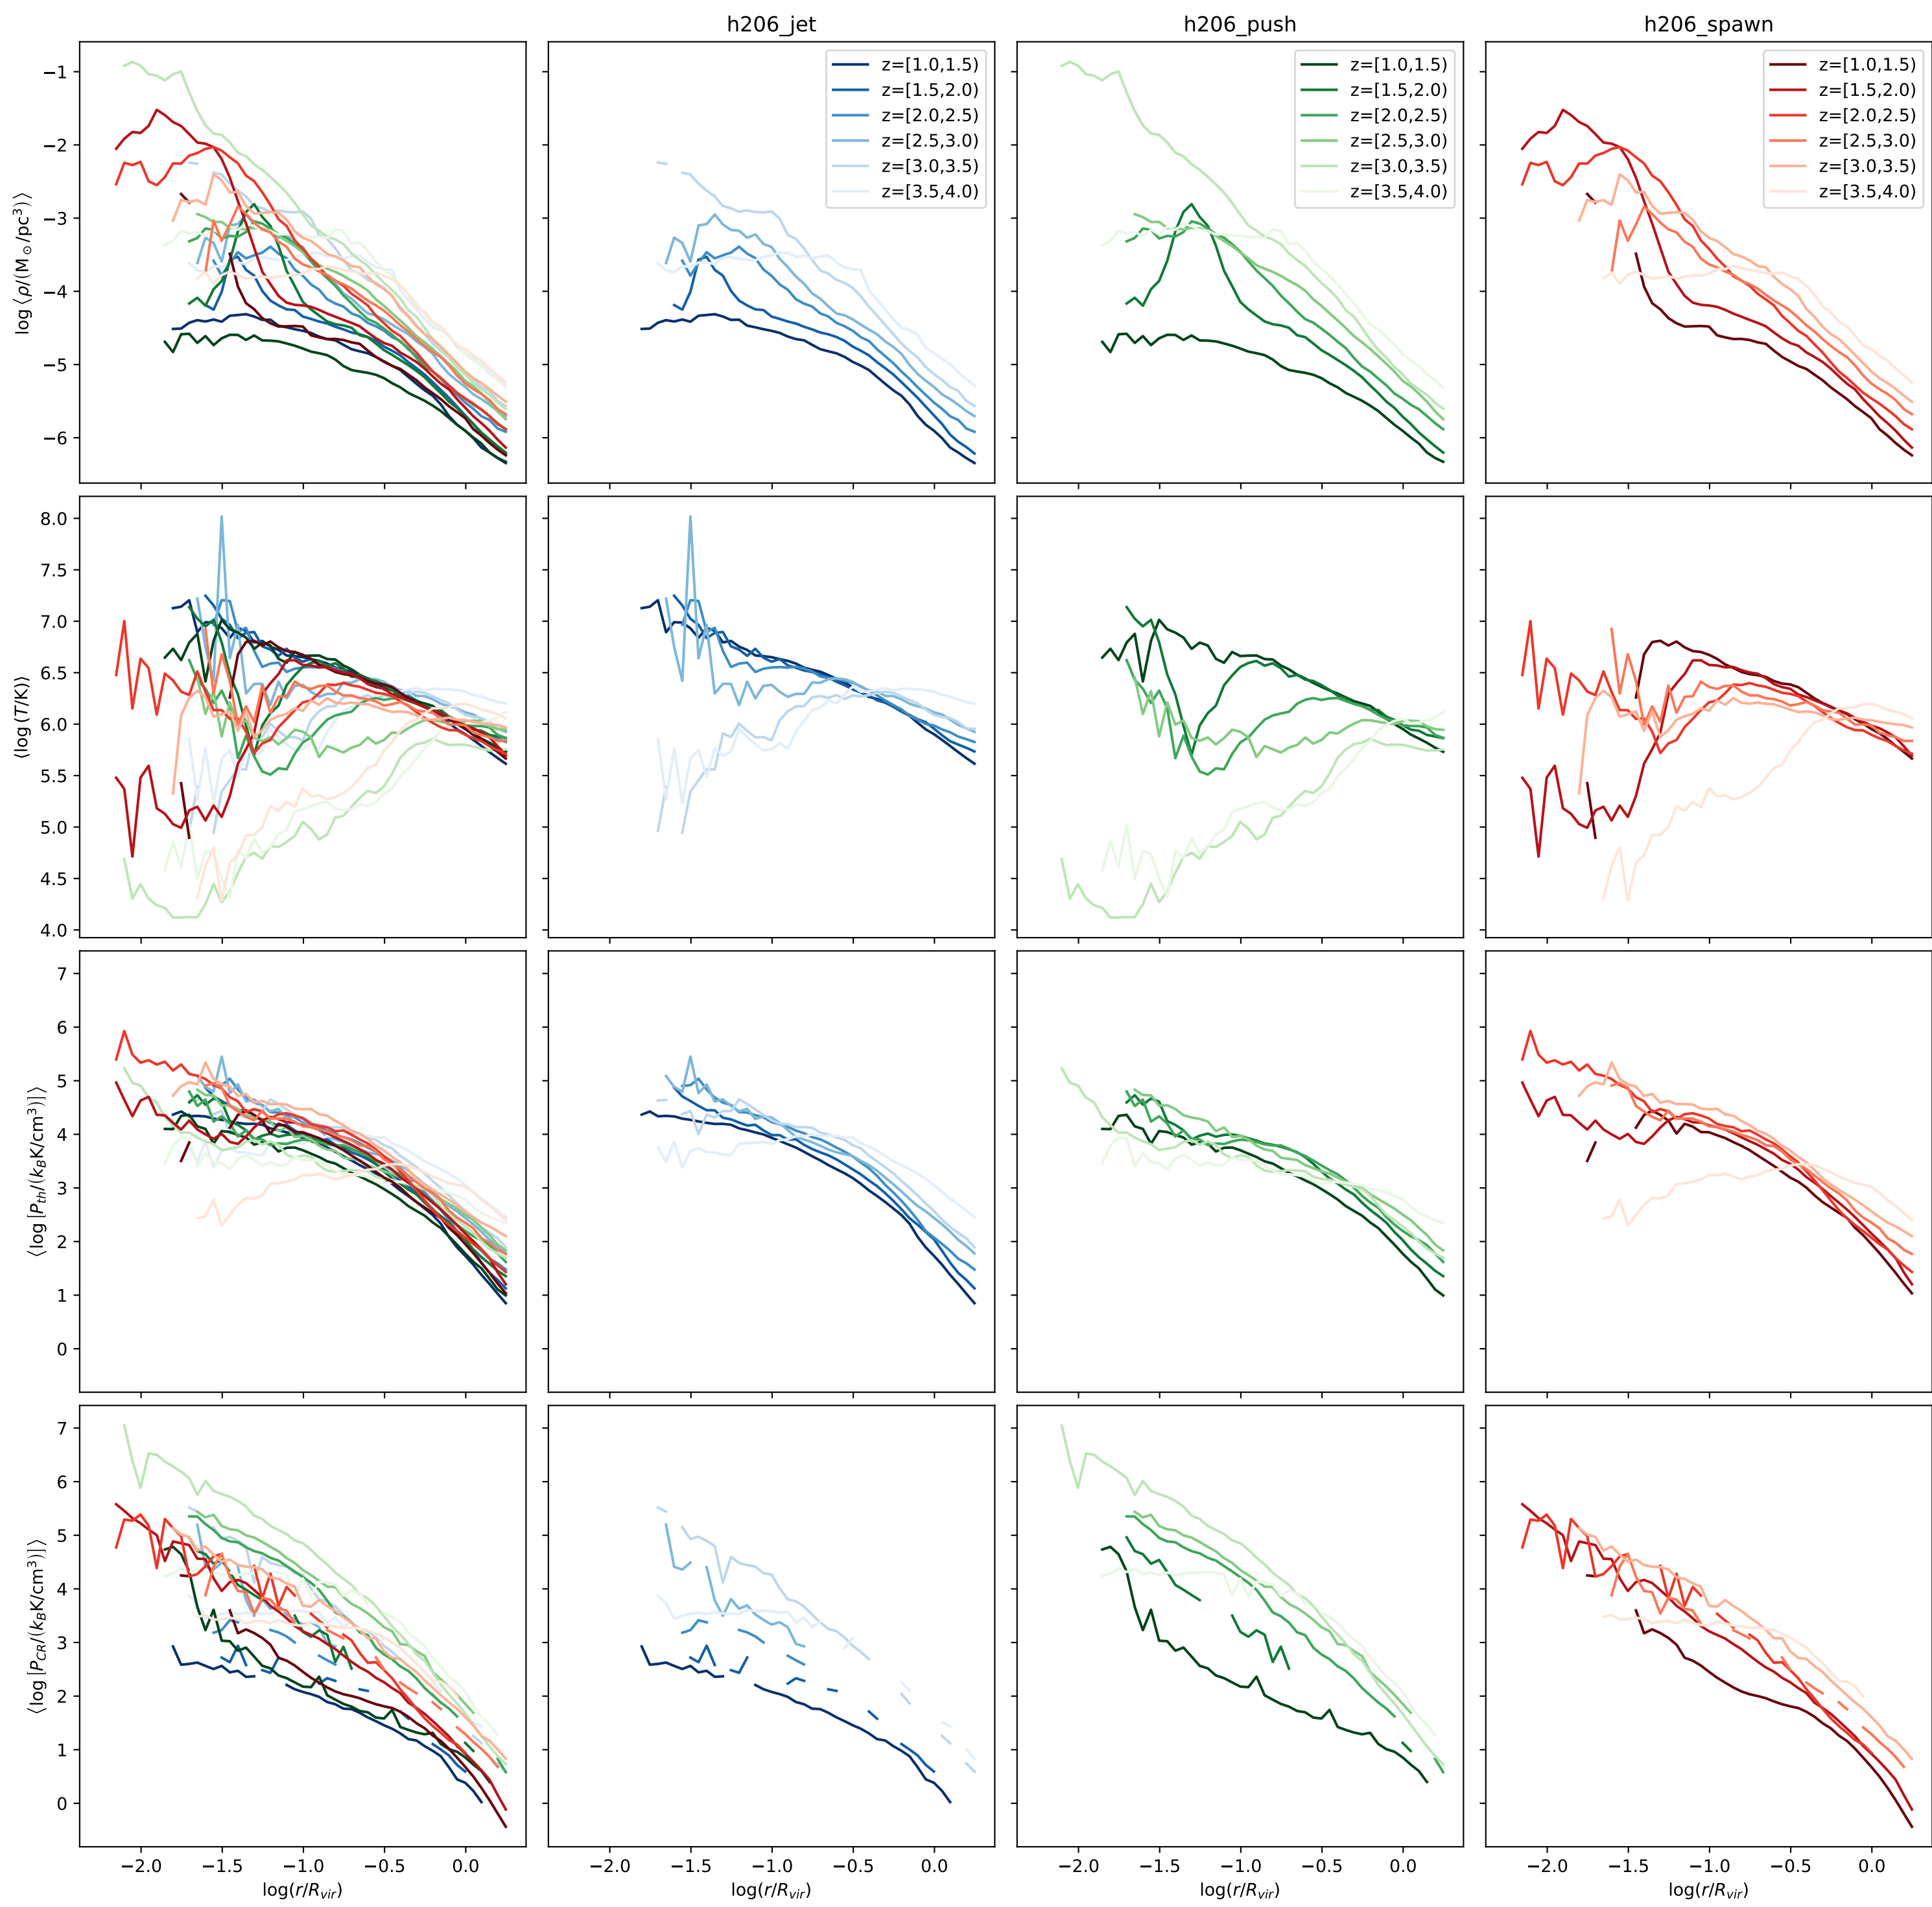 h206_jet h206_push h206_spawn
z=[1.0,1.5) z=[1.0,1.5) z=[1.0,1.5)
z=[1.5,2.0) z=[1.5,2.0) z=[1.5,2.0)
z=[2.0,2.5) z=[2.0,2.5) z=[2.0,2.5)
z=[2.5,3.0) z=[2.5,3.0) z=[2.5,3.0)
z=[3.0,3.5) z=[3.0,3.5) z=[3.0,3.5)
z=[3.5,4.0) z=[3.5,4.0) z=[3.5,4.0)
log ⟨ρ/(M⊙/pc³)⟩
−1
−2
−3
−4
−5
−6
⟨log (T/K)⟩
8.0
7.5
7.0
6.5
6.0
5.5
5.0
4.5
4.0
⟨log [P_th/(k_B K/cm³)]⟩
7
6
5
4
3
2
1
0
⟨log [P_CR/(k_B K/cm³)]⟩
7
6
5
4
3
2
1
0
−2.0 −1.5 −1.0 −0.5 0.0 −2.0 −1.5 −1.0 −0.5 0.0 −2.0 −1.5 −1.0 −0.5 0.0 −2.0 −1.5 −1.0 −0.5 0.0
log(r/R_vir) log(r/R_vir) log(r/R_vir) log(r/R_vir)